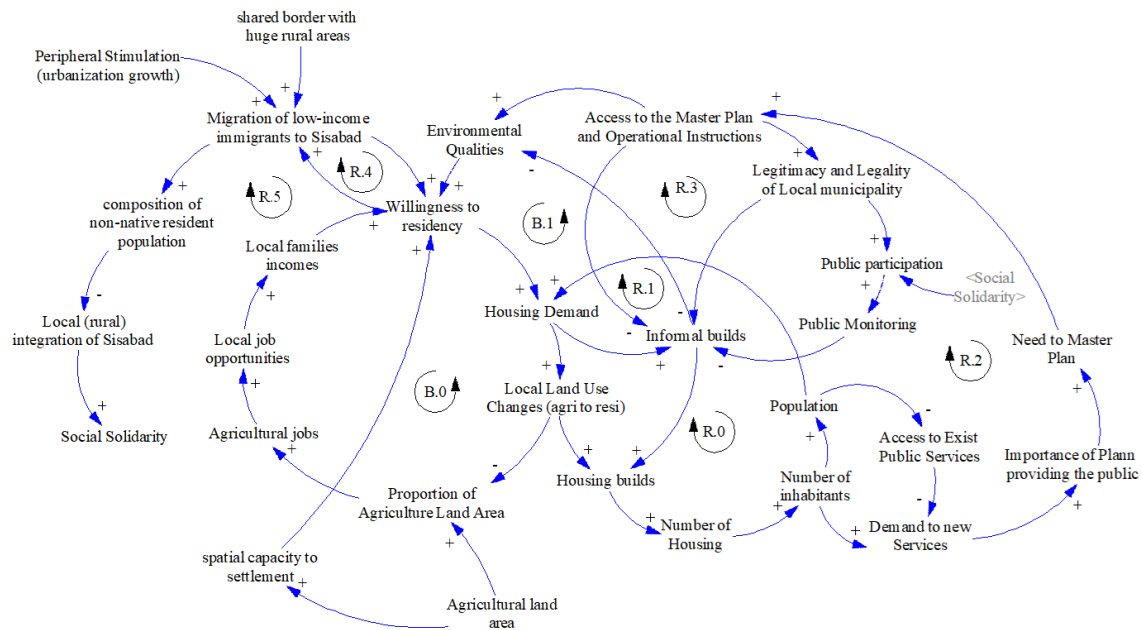 shared border with
huge rural areas
Peripheral Stimulation
(urbanization growth)
+
+
Migration of low-income
immigrants to Sisabad
+
R.4
R.5
+
composition of
non-native resident
population
-
Local (rural)
integration of Sisabad
+
Social Solidarity
+
Environmental
Qualities
-
+
+
Willingness to
residency
+
+
B.1
Local families
incomes
+
Local job
opportunities
+
Agricultural jobs
+
B.0
+
Access to the Master Plan
and Operational Instructions
+
+
Legitimacy and Legality
of Local municipality
R.3
+
Public participation
<Social
Solidarity>
+
Public Monitoring
R.1
+
+
Housing Demand
-
-
Informal builds
+
-
+
Local Land Use
Changes (agri to resi)
R.0
-
+
+
Housing builds
Proportion of
Agriculture Land Area
+
+
Number of
Housing
+
Number of
inhabitants
+
Population
-
Access to Exist
Public Services
-
+
Demand to new
Services
R.2
Need to Master
Plan
+
Importance of Plann
providing the public
+
spatial capacity to
settlement
+
Agricultural land
area